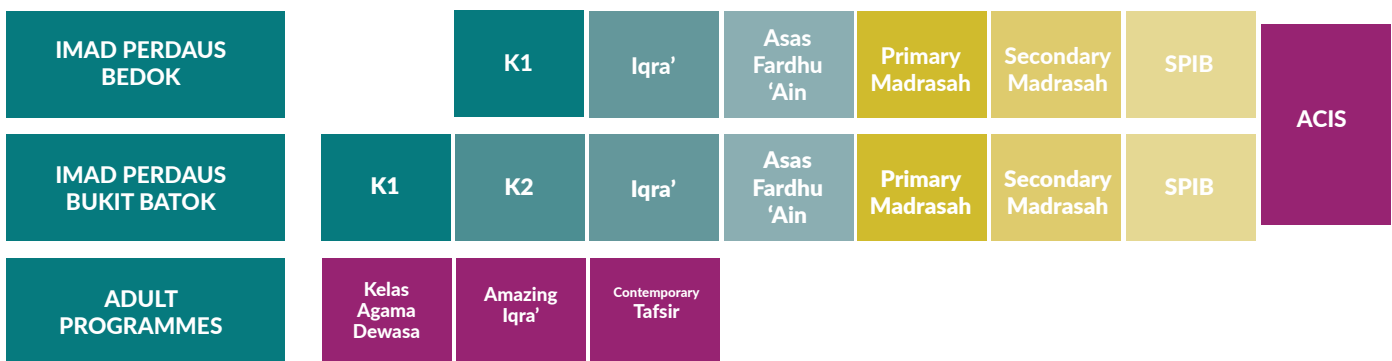 IMAD PERDAUS
BEDOK
K1
Iqra’
Asas
Fardhu
‘Ain
Primary
Madrasah
Secondary
Madrasah
SPIB
ACIS
IMAD PERDAUS
BUKIT BATOK
K1
K2
Iqra’
Asas
Fardhu
‘Ain
Primary
Madrasah
Secondary
Madrasah
SPIB
ADULT
PROGRAMMES
Kelas
Agama
Dewasa
Amazing
Iqra’
Contemporary
Tafsir